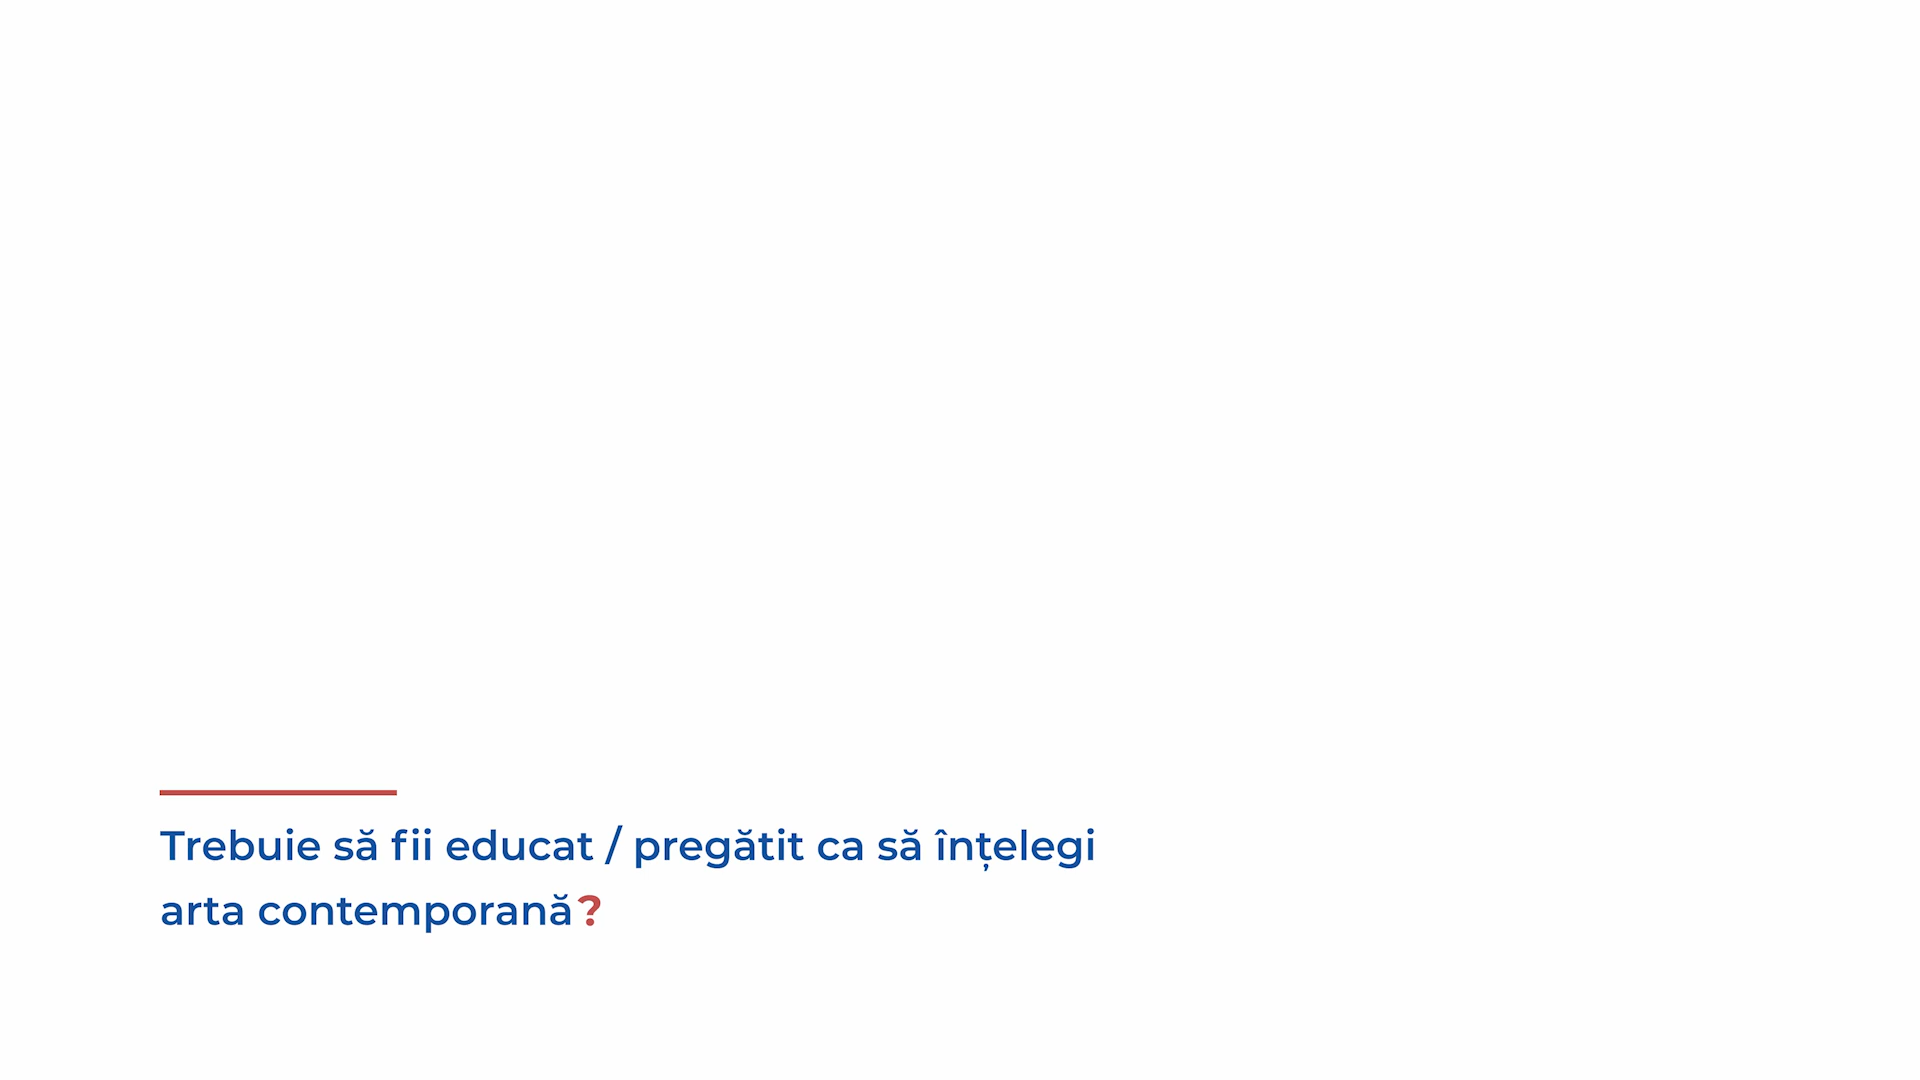 Trebuie să fii educat / pregătit ca să înțelegi
arta contemporană?